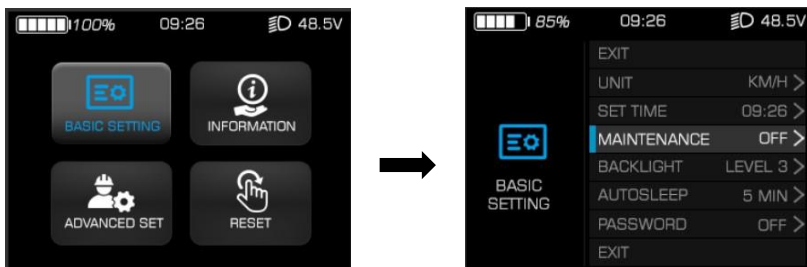 100% 09:26 48.5V
BASIC SETTING INFORMATION
ADVANCED SET RESET
85% 09:26 48.5V
EXIT
UNIT KM/H >
SET TIME 09:26 >
MAINTENANCE OFF >
BACKLIGHT LEVEL 3 >
AUTOSLEEP 5 MIN >
PASSWORD OFF >
EXIT
BASIC
SETTING